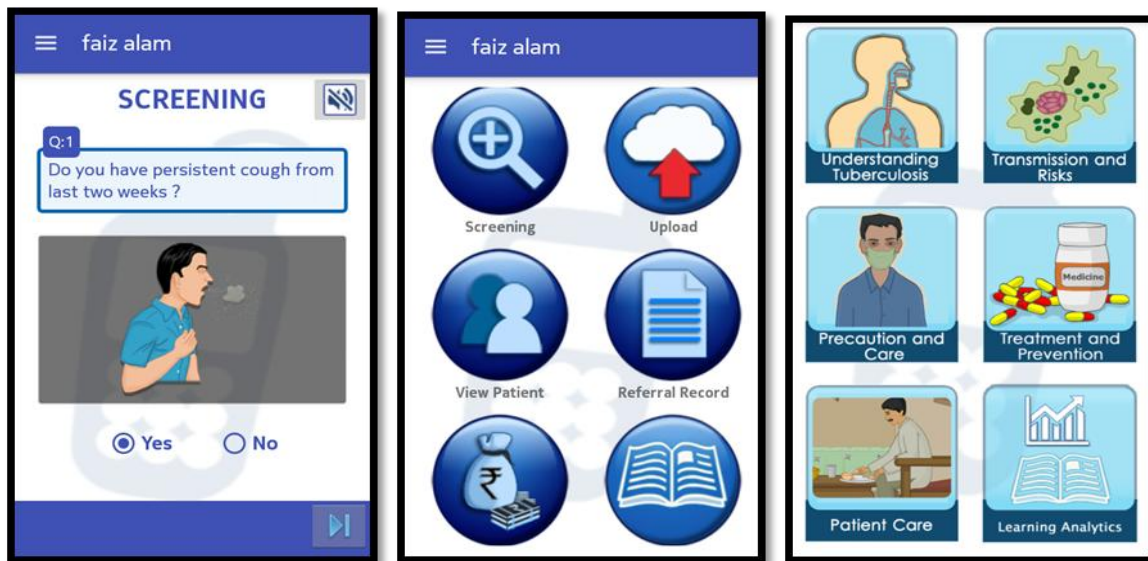 faiz alam
SCREENING
Q:1
Do you have persistent cough from
last two weeks ?
Yes
No
faiz alam
Screening
Upload
View Patient
Referral Record
₹
Understanding
Tuberculosis
Transmission and
Risks
Precaution and
Care
Medicine
Treatment and
Prevention
Patient Care
Learning Analytics